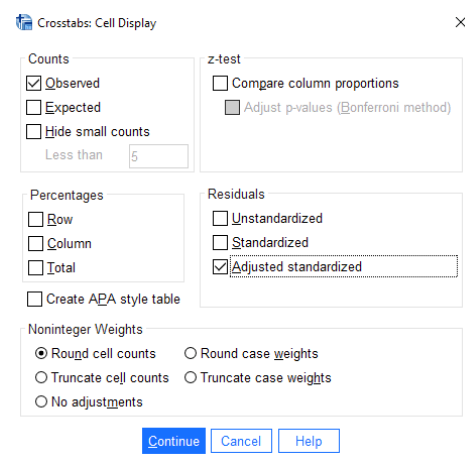 Crosstabs: Cell Display
Counts
Observed
Expected
Hide small counts
Less than 5
z-test
Compare column proportions
Adjust p-values (Bonferroni method)
Percentages
Row
Column
Total
Residuals
Unstandardized
Standardized
Adjusted standardized
Create APA style table
Noninteger Weights
Round cell counts Round case weights
Truncate cell counts Truncate case weights
No adjustments
Continue Cancel Help